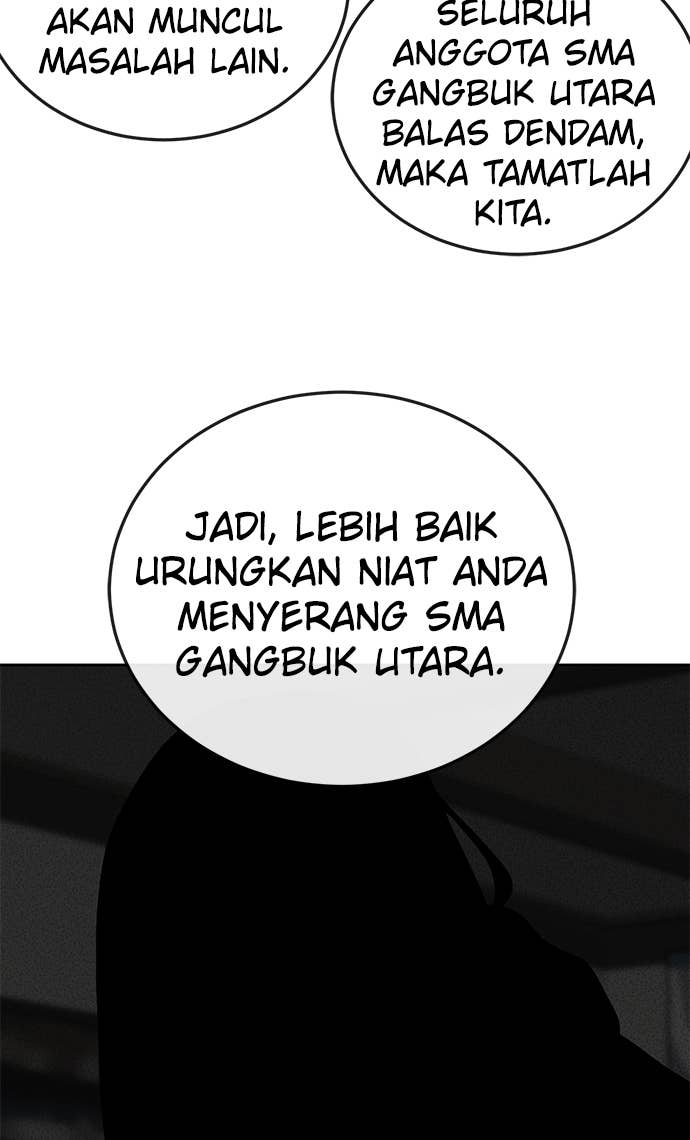 AKAN MUNCUL
MASALAH LAIN.
SELURUH
ANGGOTA SMA
GANGBUK UTARA
BALAS DENDAM,
MAKA TAMATLAH
KITA.
JADI, LEBIH BAIK
URUNGKAN NIAT ANDA
MENYERANG SMA
GANGBUK UTARA.